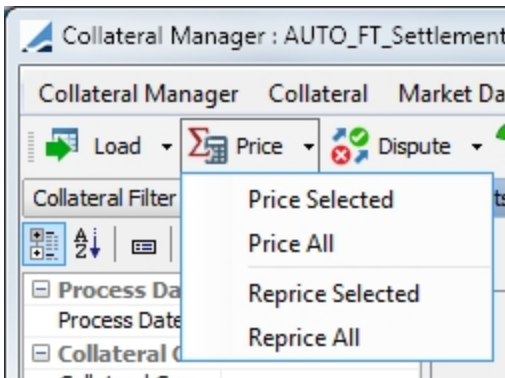 Collateral Manager : AUTO_FT_Settlement
Collateral Manager Collateral Market Da
Load Price Dispute
Collateral Filter
Price Selected
Price All
Reprice Selected
Reprice All
Process Da
Process Date
Collateral